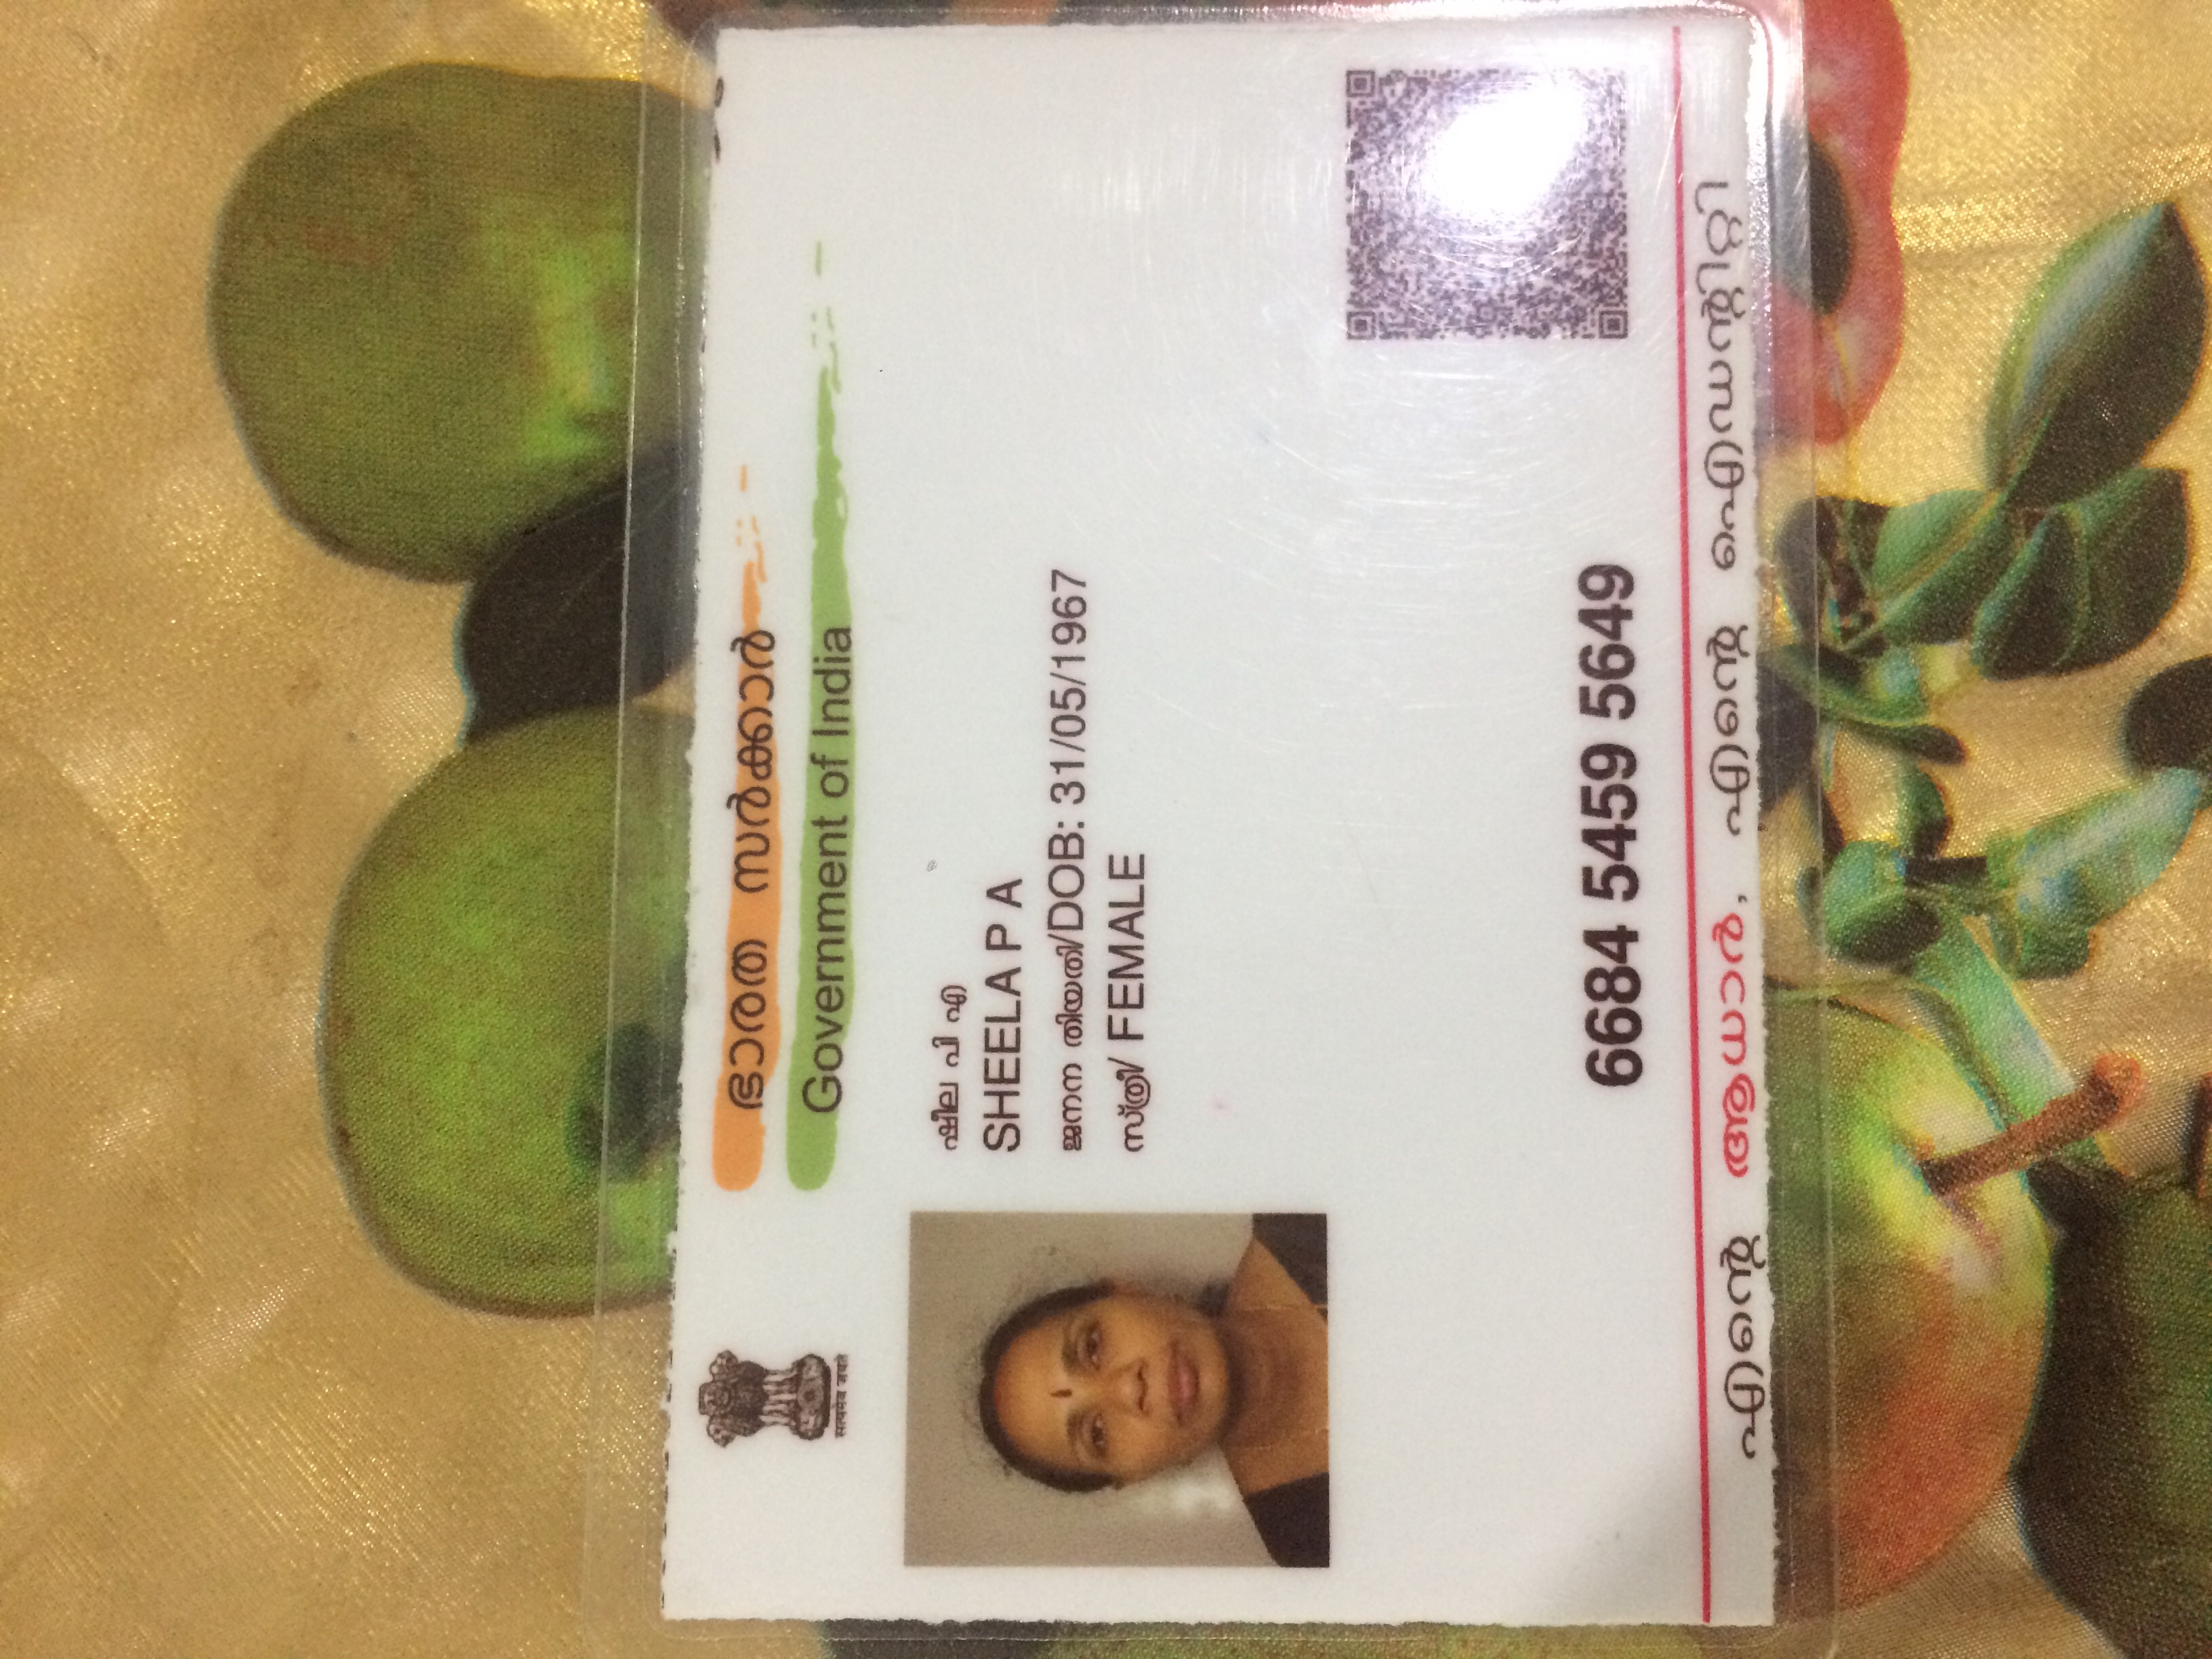 ഭാരത സർക്കാർ
Government of India
सत्यमेव जयते
ഷീല പി എ
SHEELA P A
ജനന തിയതി/DOB: 31/05/1967
സ്ത്രീ/ FEMALE
6684 5459 5649
എന്റെ ആധാർ, എന്റെ ഐഡന്റിറ്റി